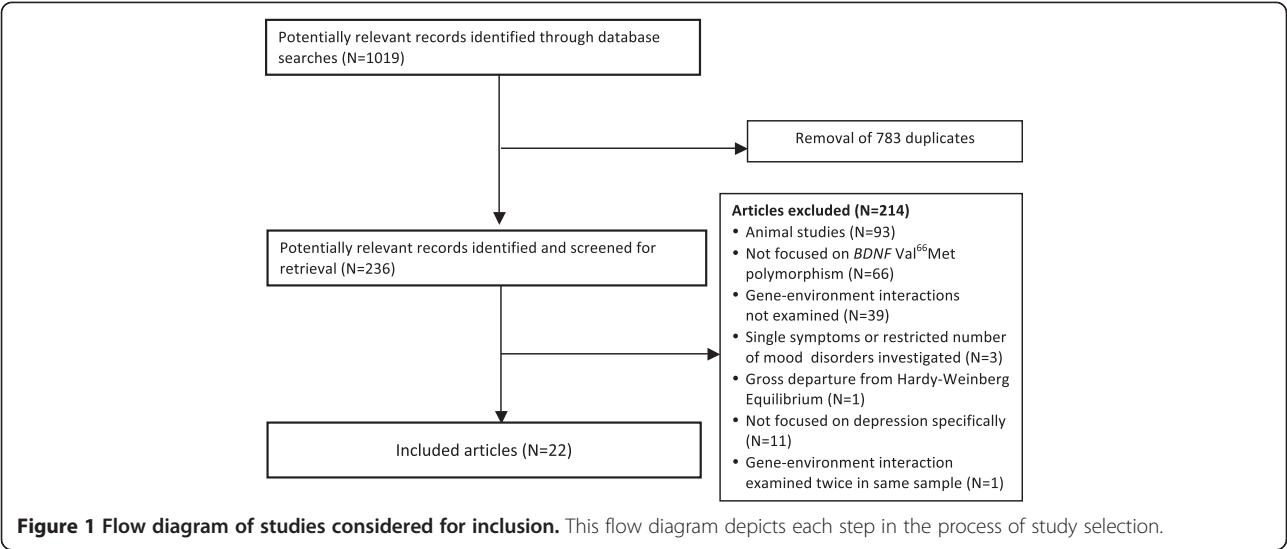 Potentially relevant records identified through database
searches (N=1019)
Removal of 783 duplicates
Potentially relevant records identified and screened for
retrieval (N=236)
Articles excluded (N=214)
• Animal studies (N=93)
• Not focused on BDNF Val⁶⁶Met
polymorphism (N=66)
• Gene-environment interactions
not examined (N=39)
• Single symptoms or restricted number
of mood disorders investigated (N=3)
• Gross departure from Hardy-Weinberg
Equilibrium (N=1)
• Not focused on depression specifically
(N=11)
• Gene-environment interaction
examined twice in same sample (N=1)
Included articles (N=22)
Figure 1 Flow diagram of studies considered for inclusion. This flow diagram depicts each step in the process of study selection.